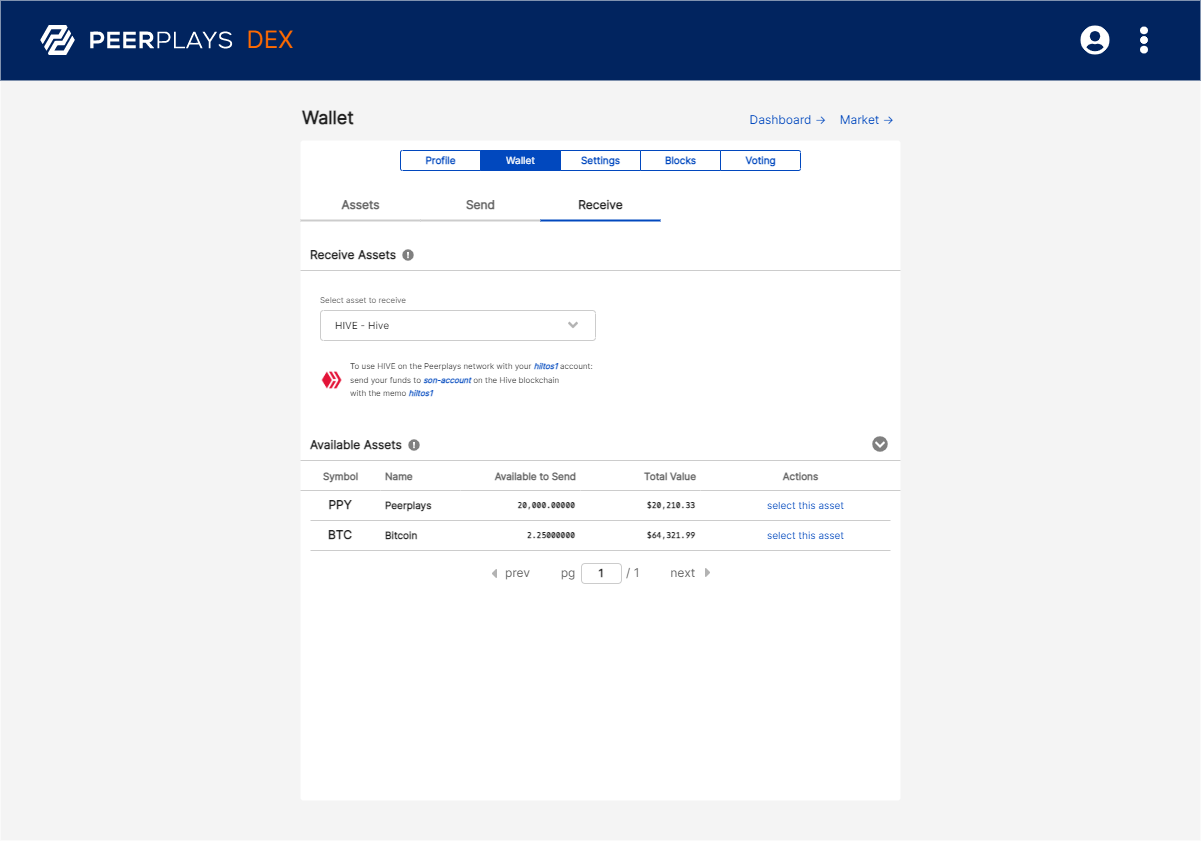 PEERPLAYS DEX
Wallet
Dashboard → Market →
Profile Wallet Settings Blocks Voting
Assets Send Receive
Receive Assets
Select asset to receive
HIVE - Hive
To use HIVE on the Peerplays network with your hiltos1 account:
send your funds to son-account on the Hive blockchain
with the memo hiltos1
Available Assets
Symbol Name Available to Send Total Value Actions
PPY Peerplays 20,000.00000 $20,210.33 select this asset
BTC Bitcoin 2.25000000 $64,321.99 select this asset
prev pg 1 / 1 next